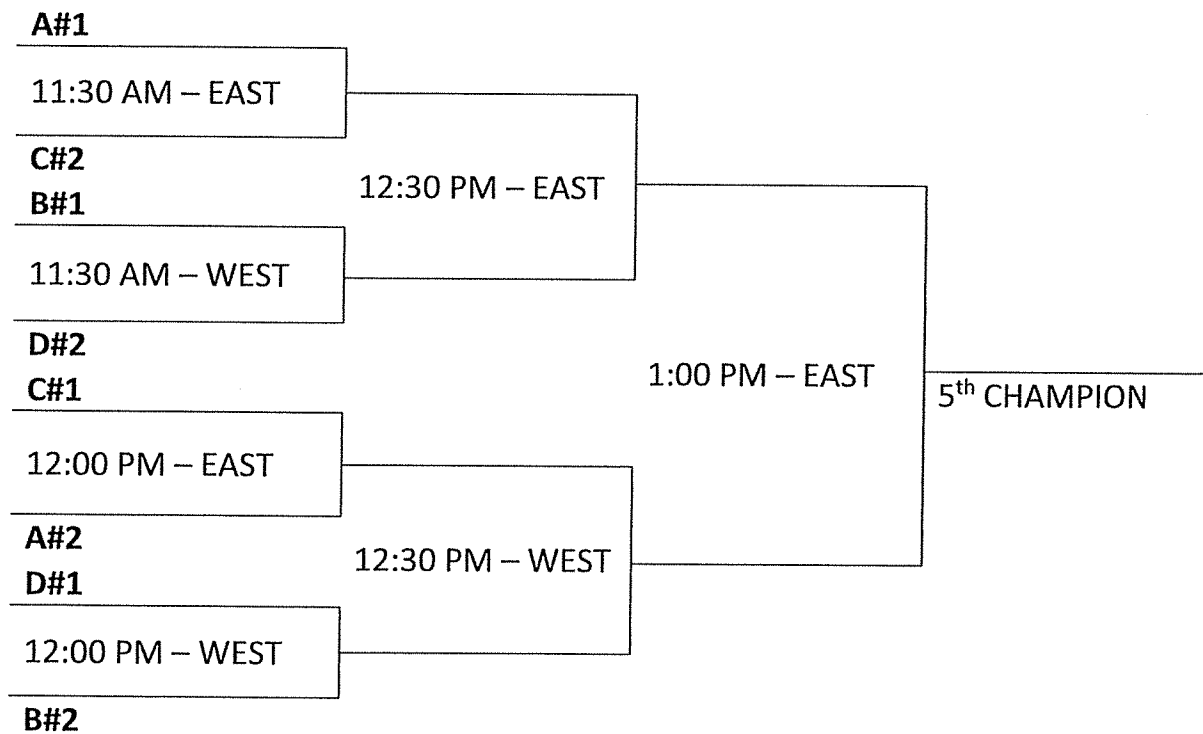 A#1
11:30 AM – EAST
C#2
12:30 PM – EAST
B#1
11:30 AM – WEST
D#2
1:00 PM – EAST
C#1
5th CHAMPION
12:00 PM – EAST
A#2
12:30 PM – WEST
D#1
12:00 PM – WEST
B#2